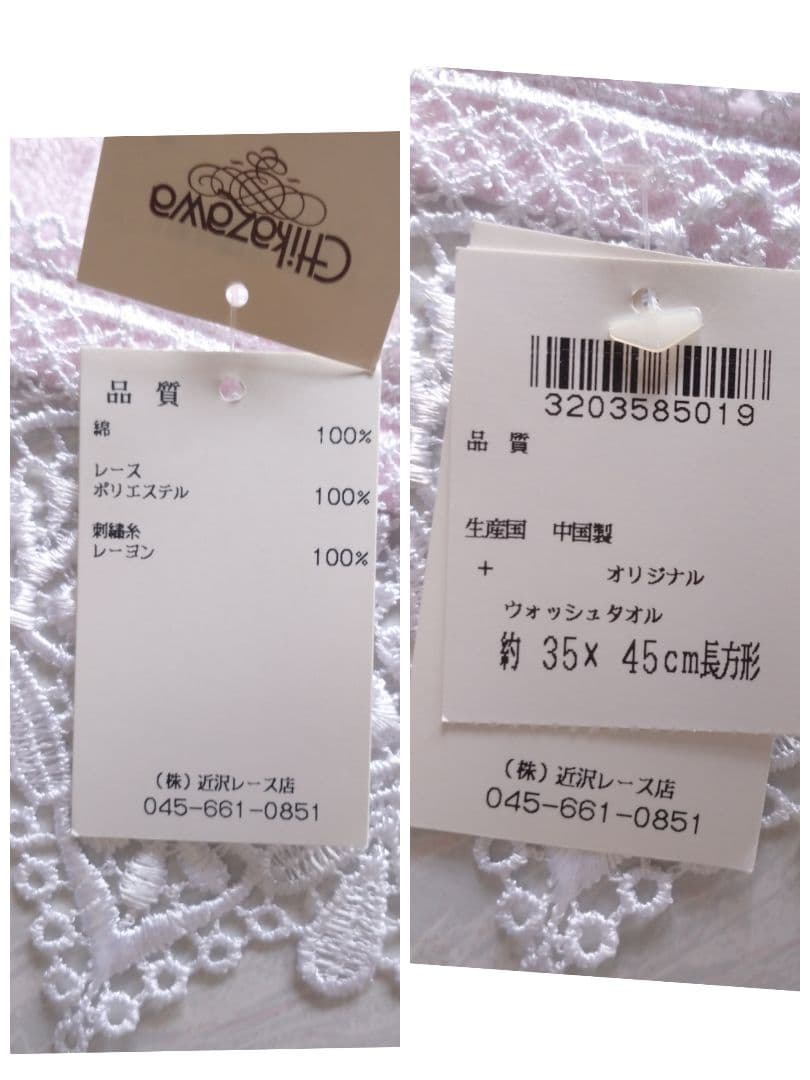 Chikazawa
品 質
綿 100%
レース
ポリエステル 100%
刺繍糸
レーヨン 100%
(株)近沢レース店
045-661-0851
3203585019
品 質
生産国 中国製
+ オリジナル
ウォッシュタオル
約 35× 45cm長方形
(株)近沢レース店
045-661-0851